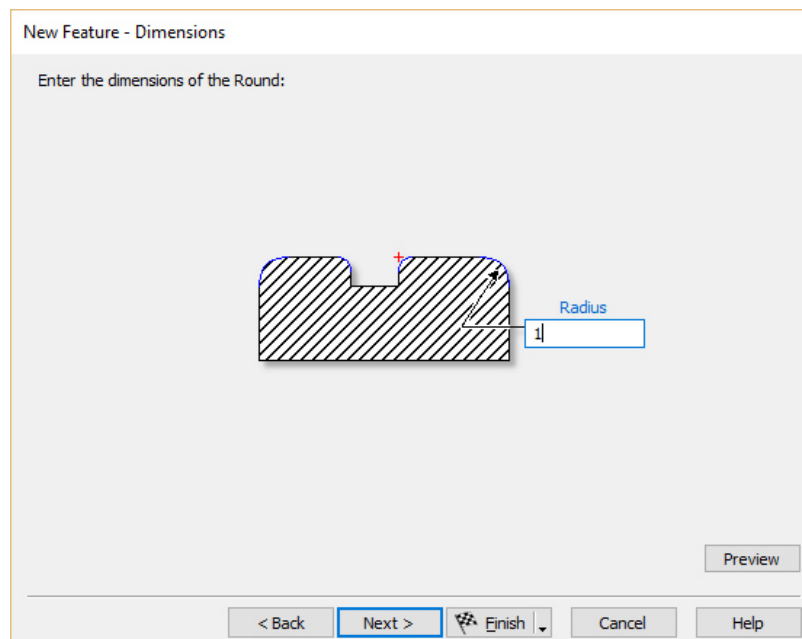 New Feature - Dimensions
Enter the dimensions of the Round:
Radius
1
Preview
< Back Next > Finish Cancel Help